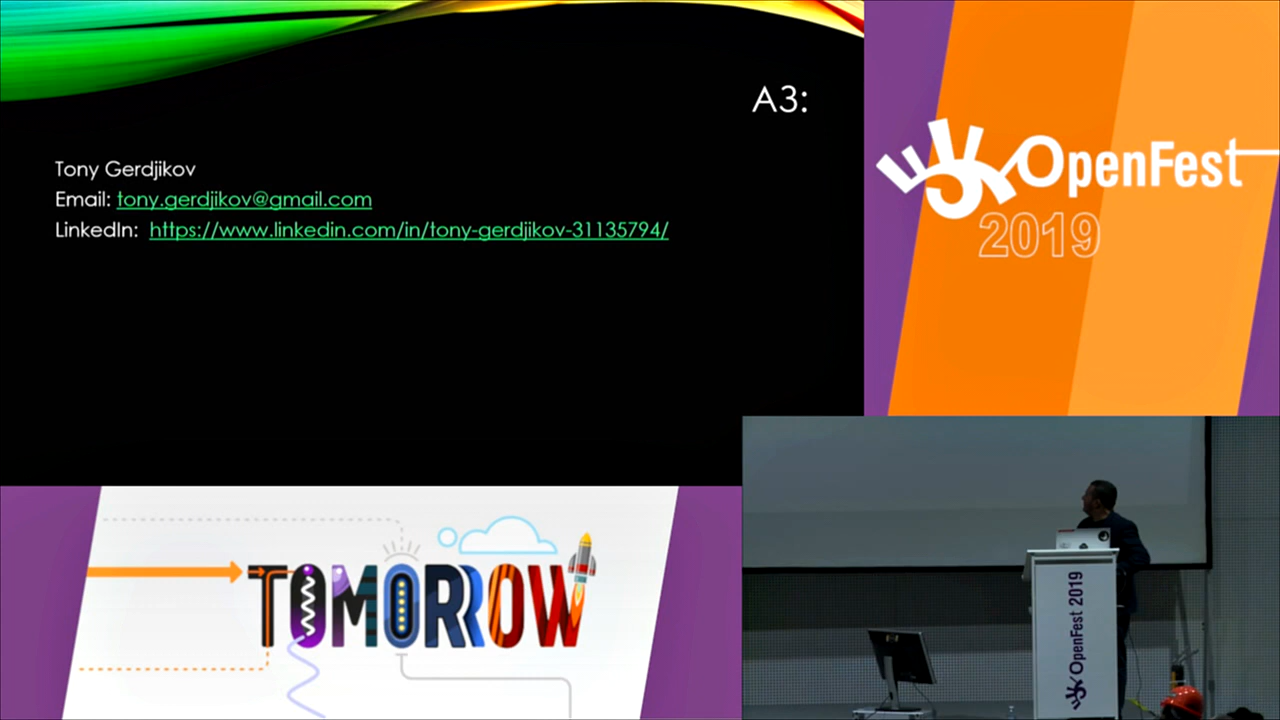 A3:
Tony Gerdjikov
Email: tony.gerdjikov@gmail.com
LinkedIn: https://www.linkedin.com/in/tony-gerdjikov-31135794/
OpenFest
2019
TOMORROW
OpenFest 2019